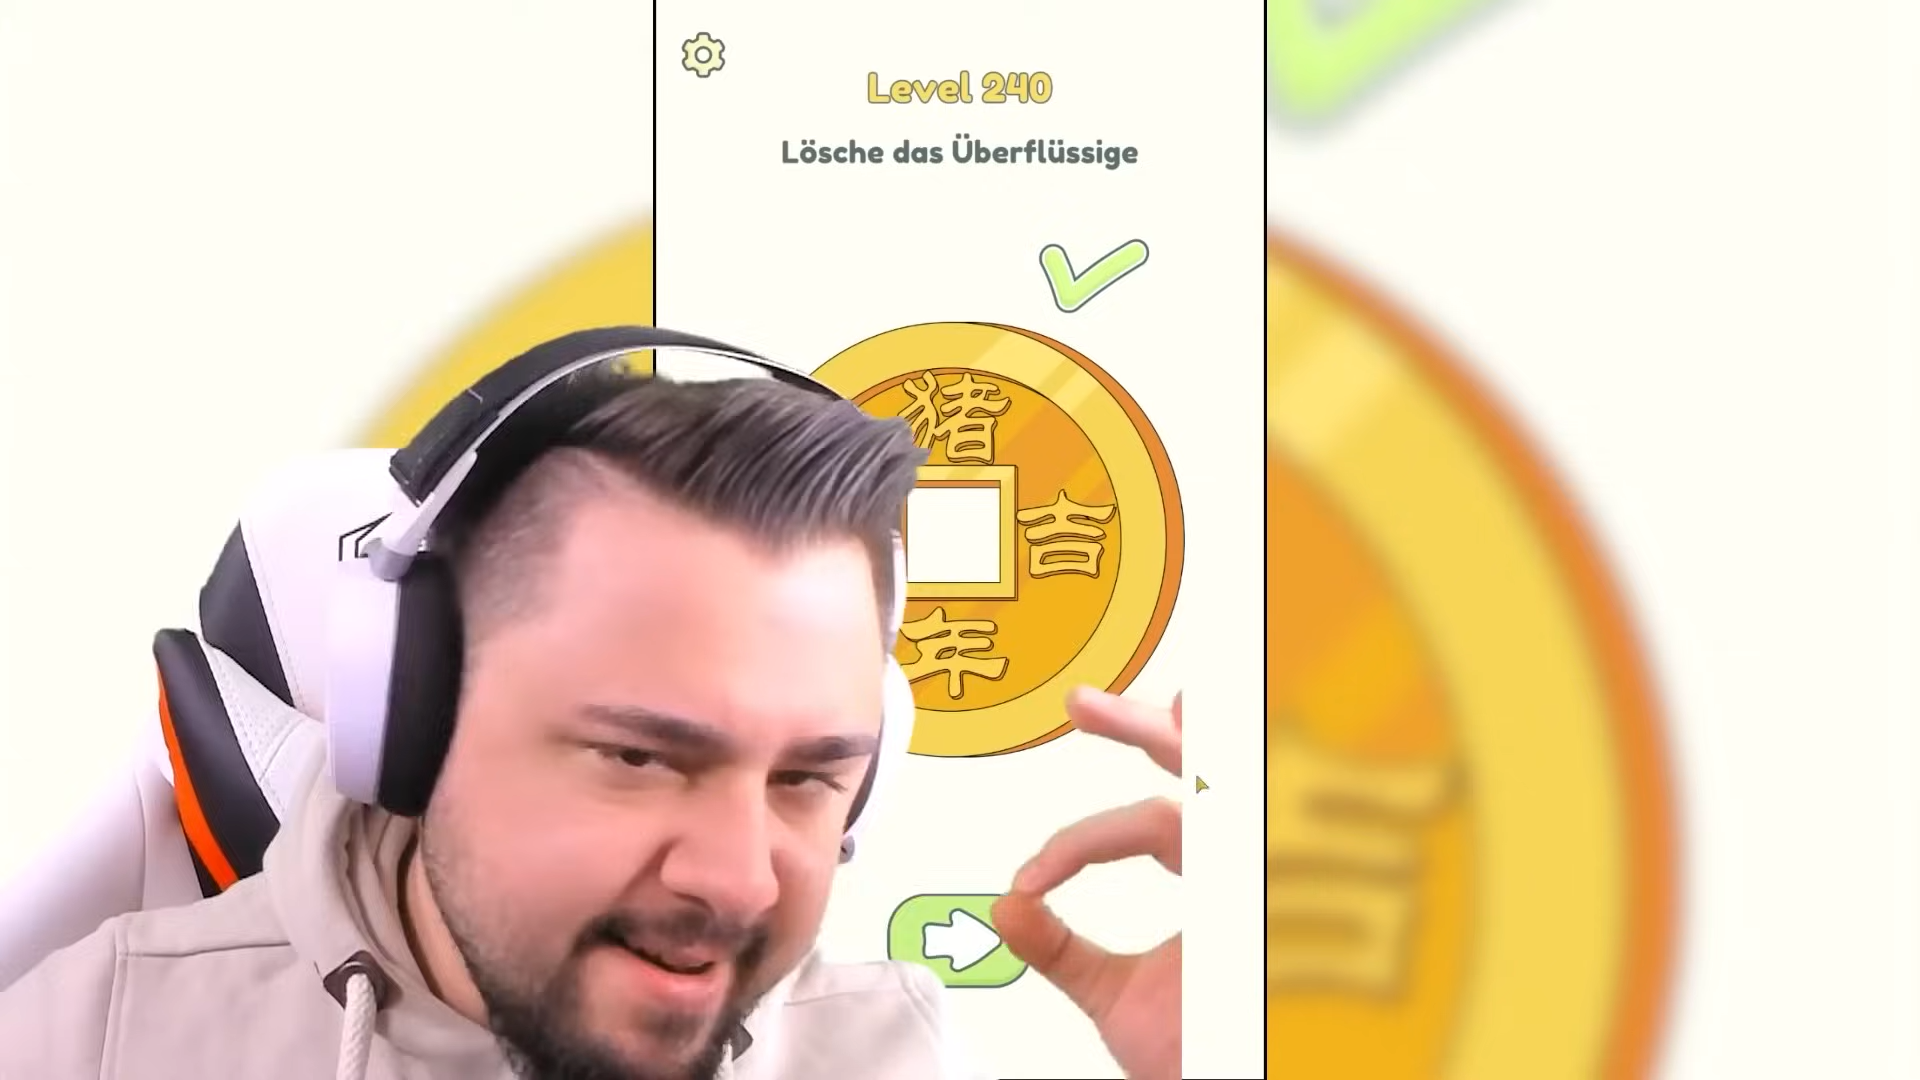 Level 240
Lösche das Überflüssige
猪
吉
年